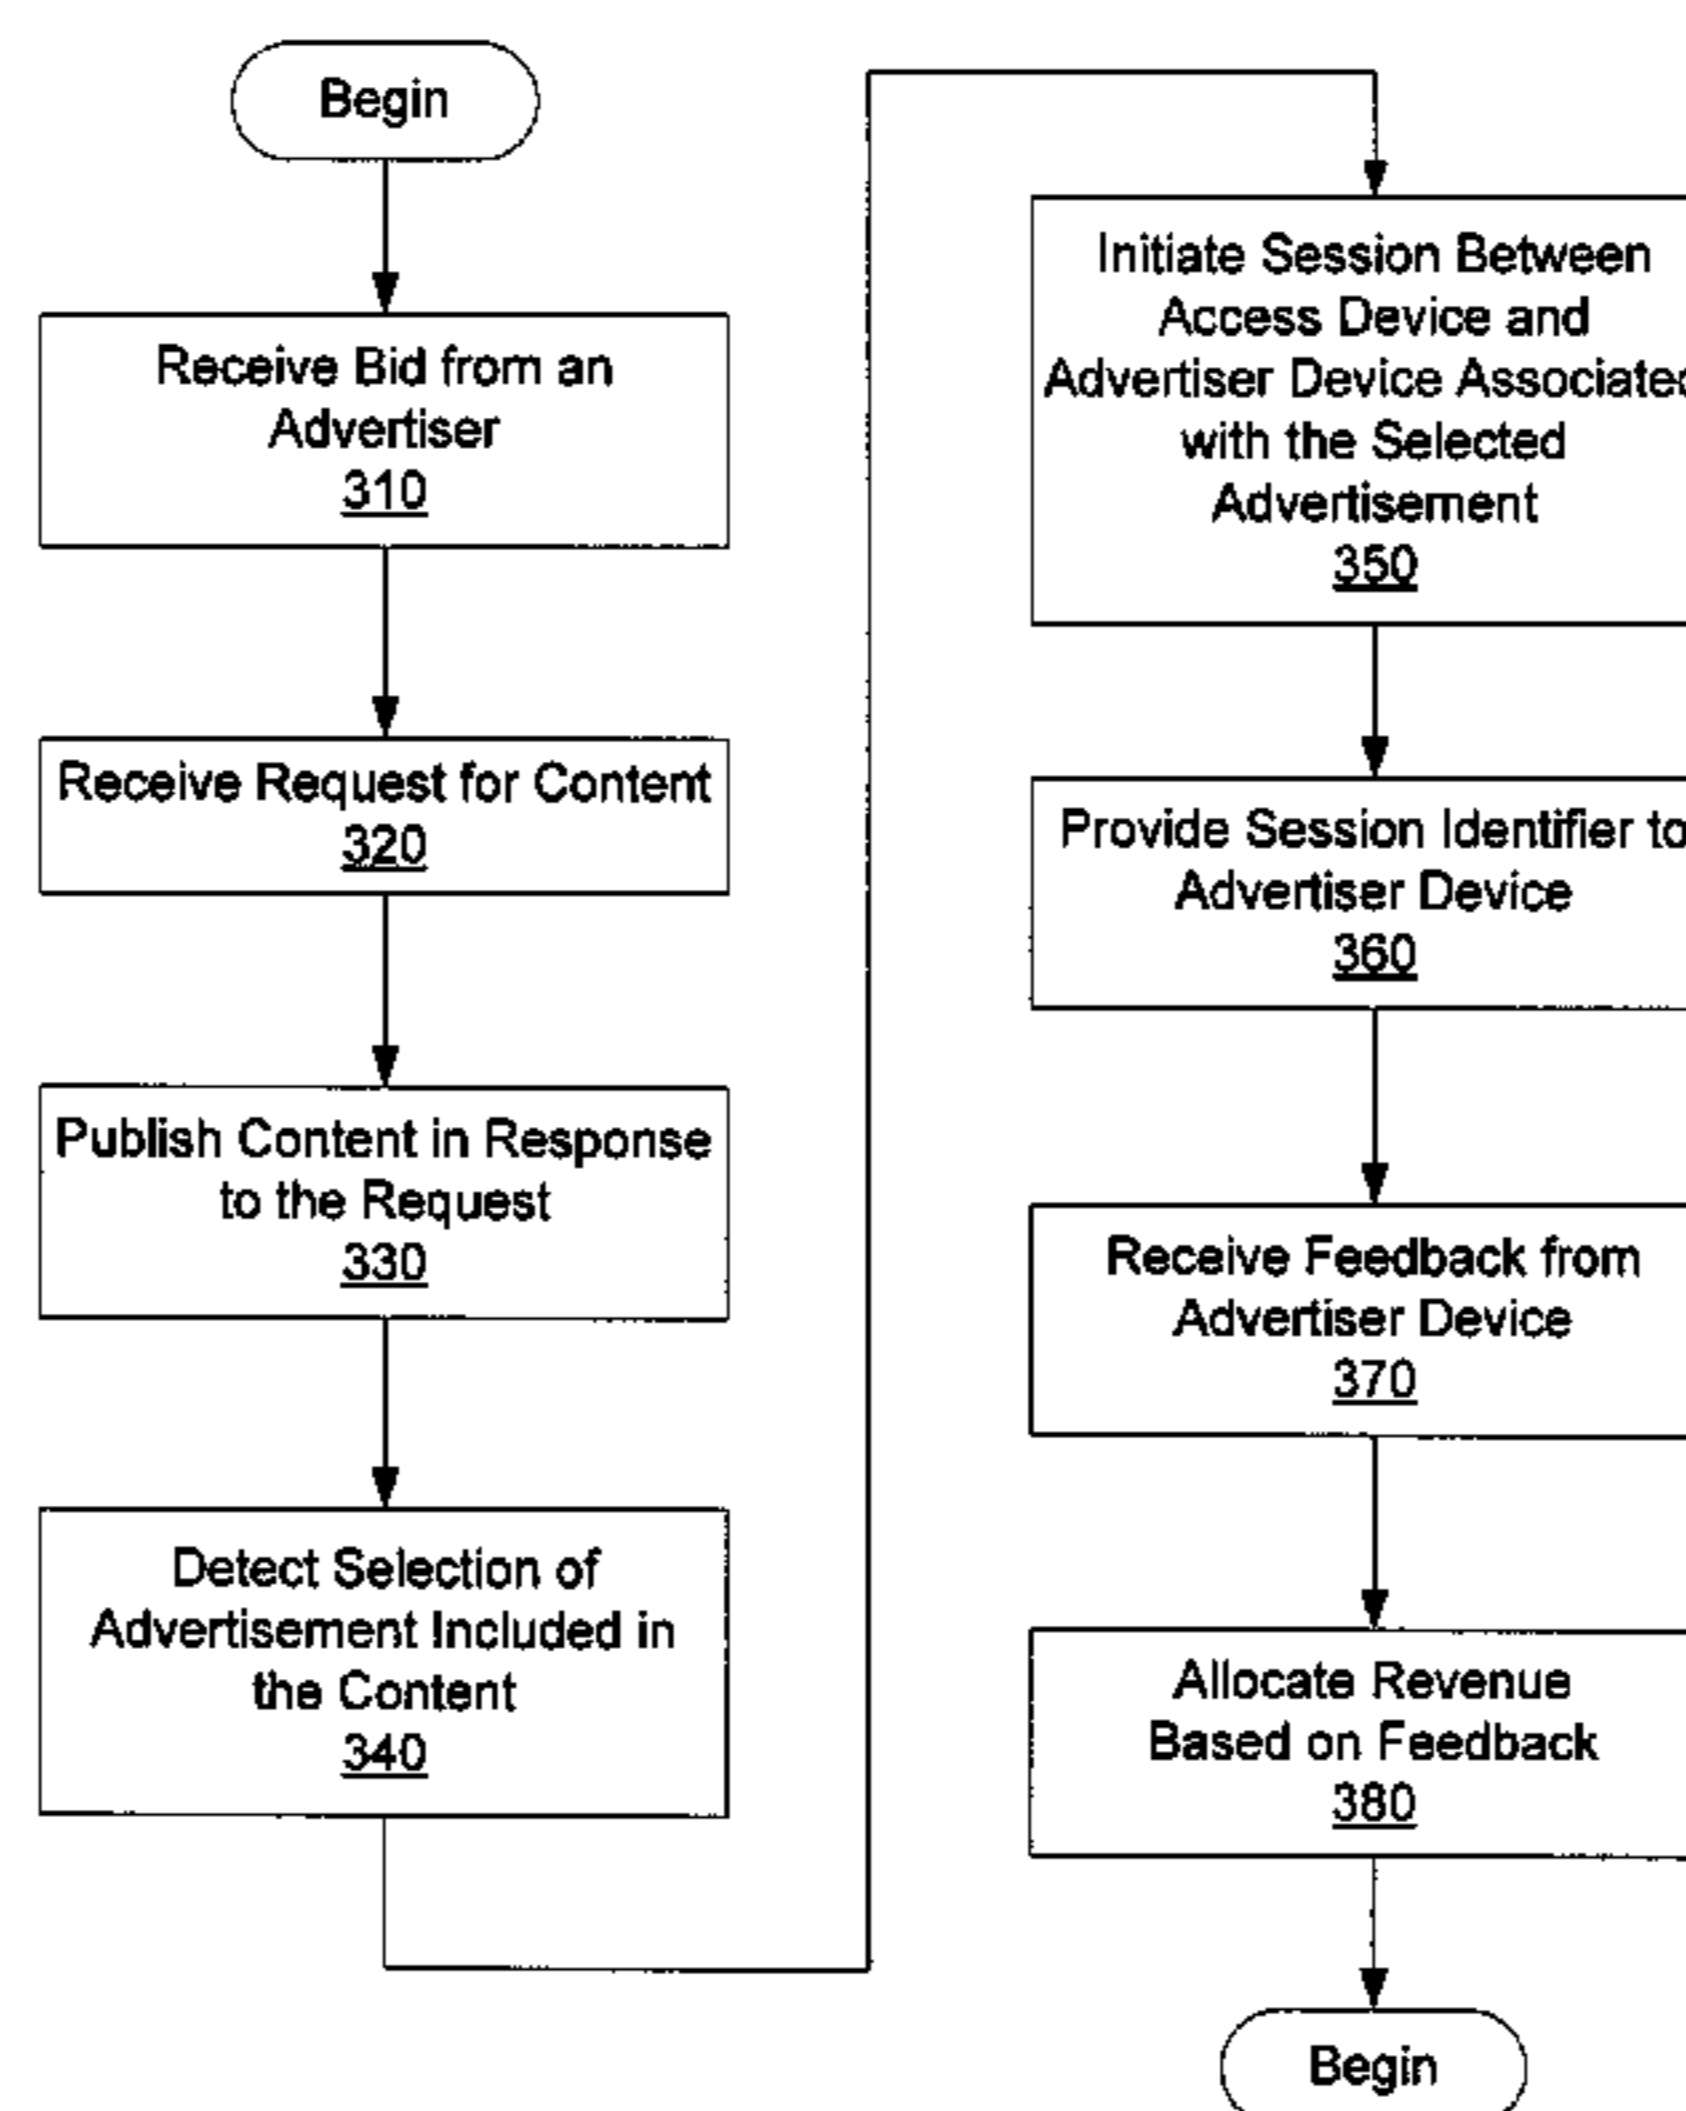 Begin
Receive Bid from an
Advertiser
310
Receive Request for Content
320
Publish Content in Response
to the Request
330
Detect Selection of
Advertisement Included in
the Content
340
Initiate Session Between
Access Device and
Advertiser Device Associated
with the Selected
Advertisement
350
Provide Session Identifier to
Advertiser Device
360
Receive Feedback from
Advertiser Device
370
Allocate Revenue
Based on Feedback
380
Begin